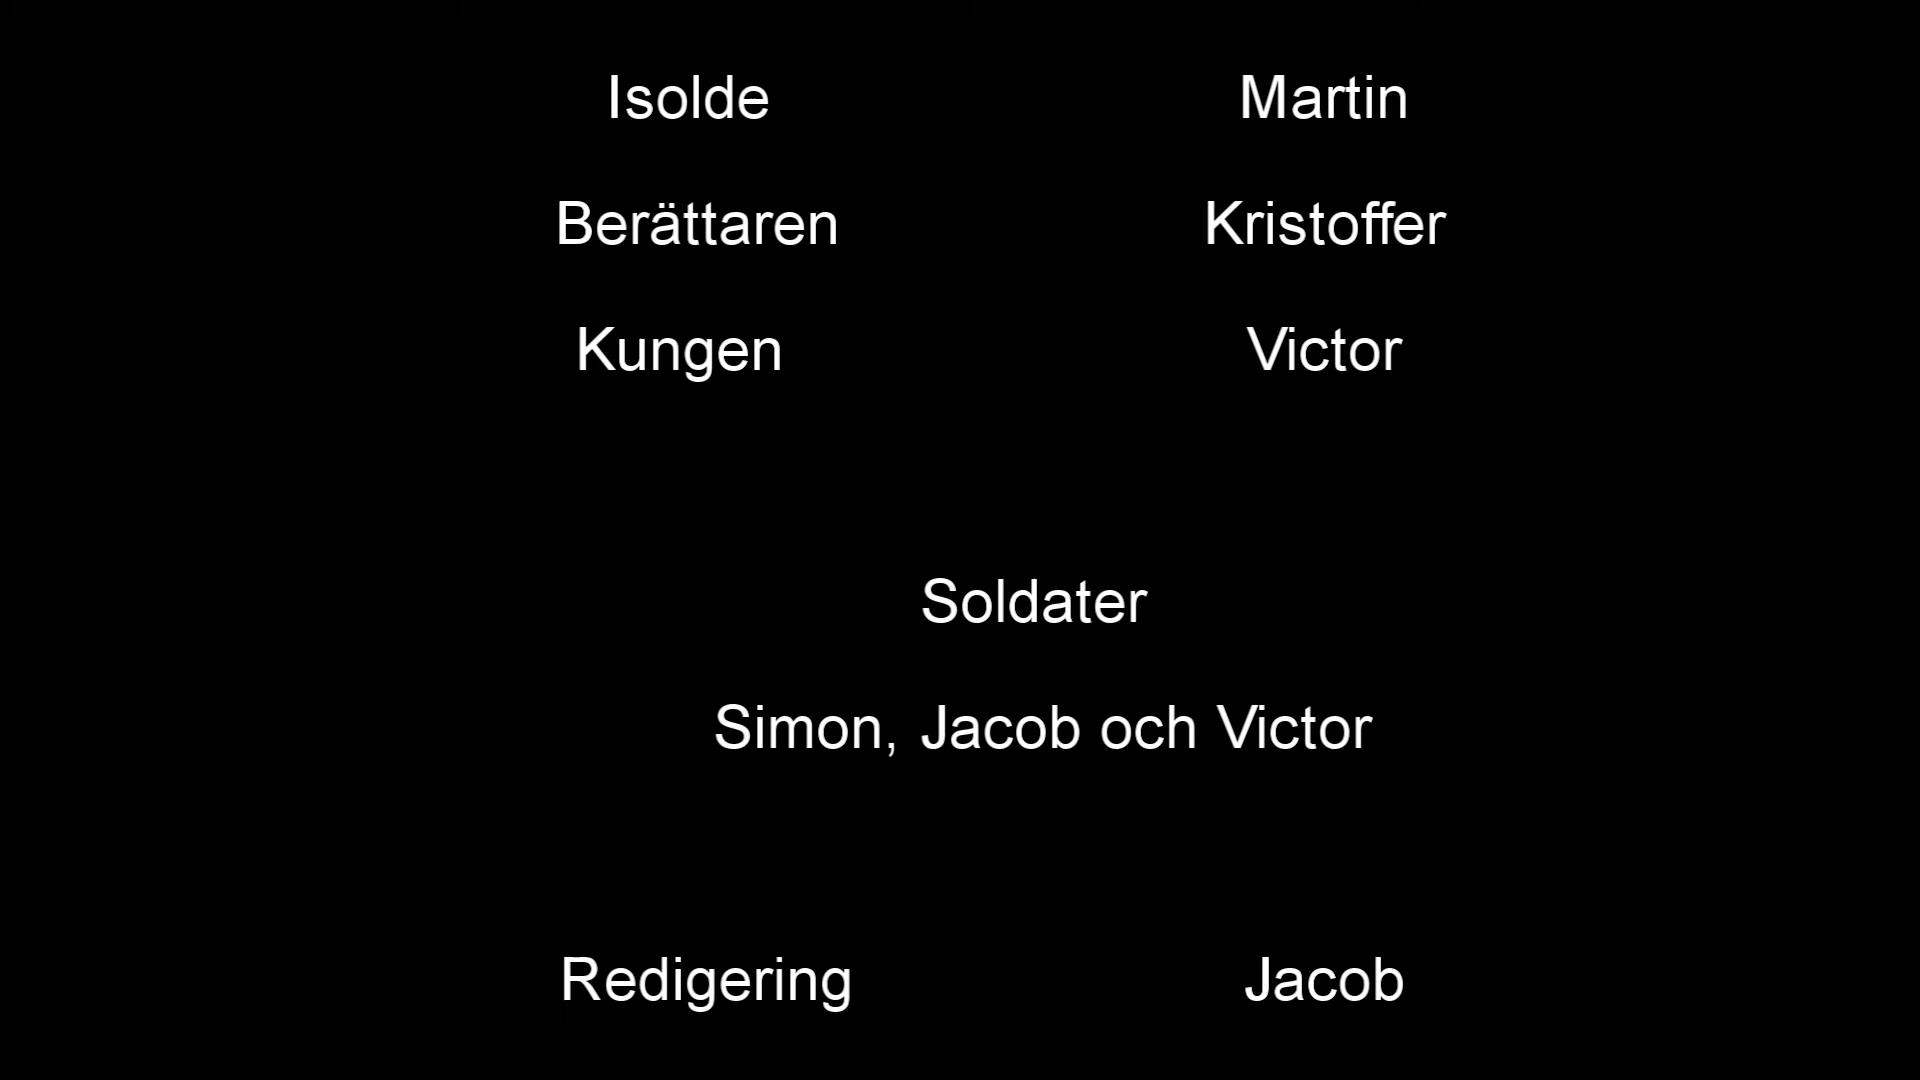 Isolde Martin
Berättaren Kristoffer
Kungen Victor
Soldater
Simon, Jacob och Victor
Redigering Jacob